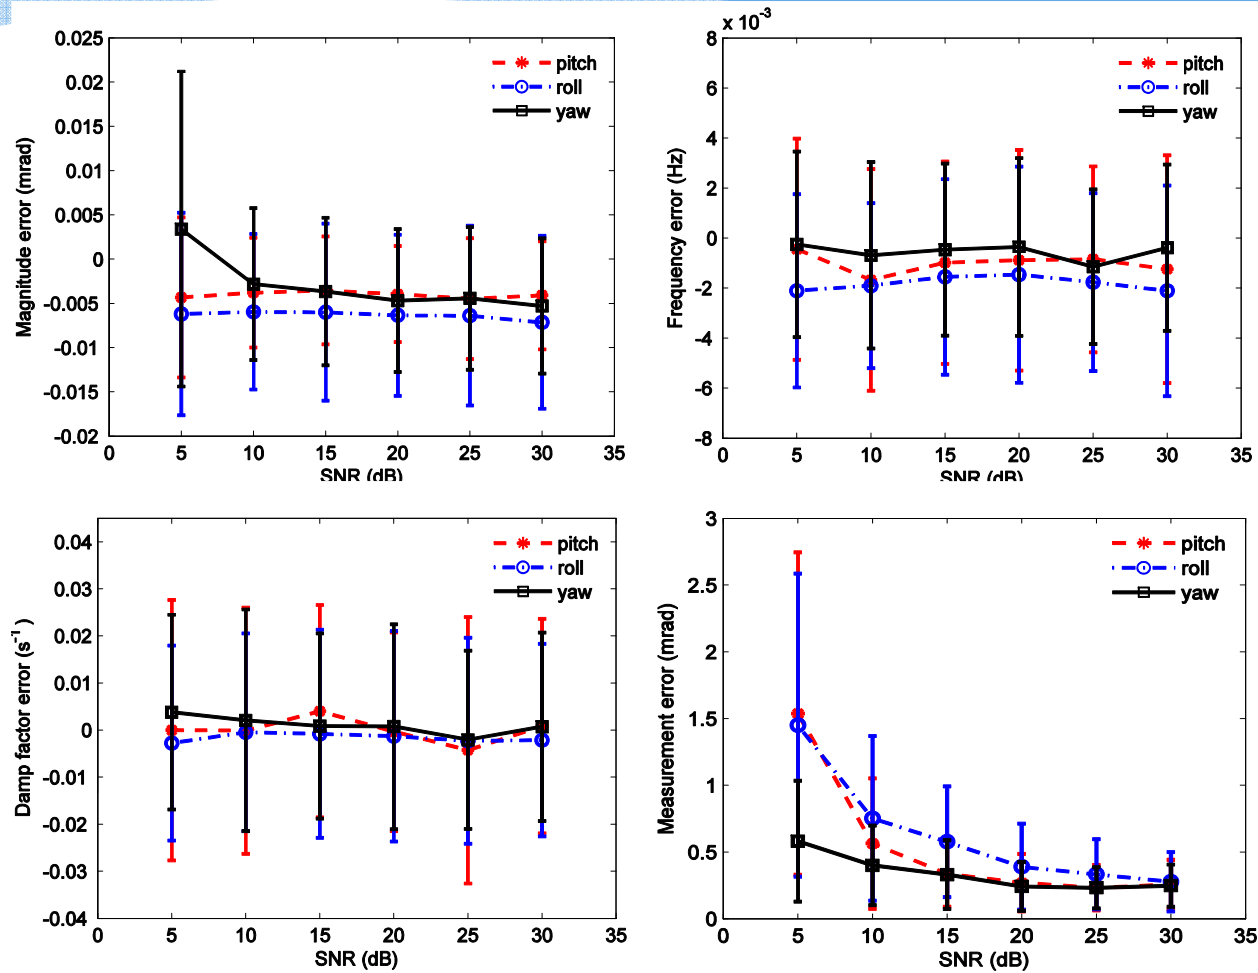 0.025
0.02
0.015
0.01
0.005
0
-0.005
-0.01
-0.015
-0.02
Magnitude error (mrad)
pitch
roll
yaw
0 5 10 15 20 25 30 35
SNR (dB)
x 10⁻³
8
6
4
2
0
-2
-4
-6
-8
Frequency error (Hz)
pitch
roll
yaw
0 5 10 15 20 25 30 35
SNR (dB)
0.04
0.03
0.02
0.01
0
-0.01
-0.02
-0.03
-0.04
Damp factor error (s⁻¹ )
pitch
roll
yaw
0 5 10 15 20 25 30 35
SNR (dB)
3
2.5
2
1.5
1
0.5
0
Measurement error (mrad)
pitch
roll
yaw
0 5 10 15 20 25 30 35
SNR (dB)